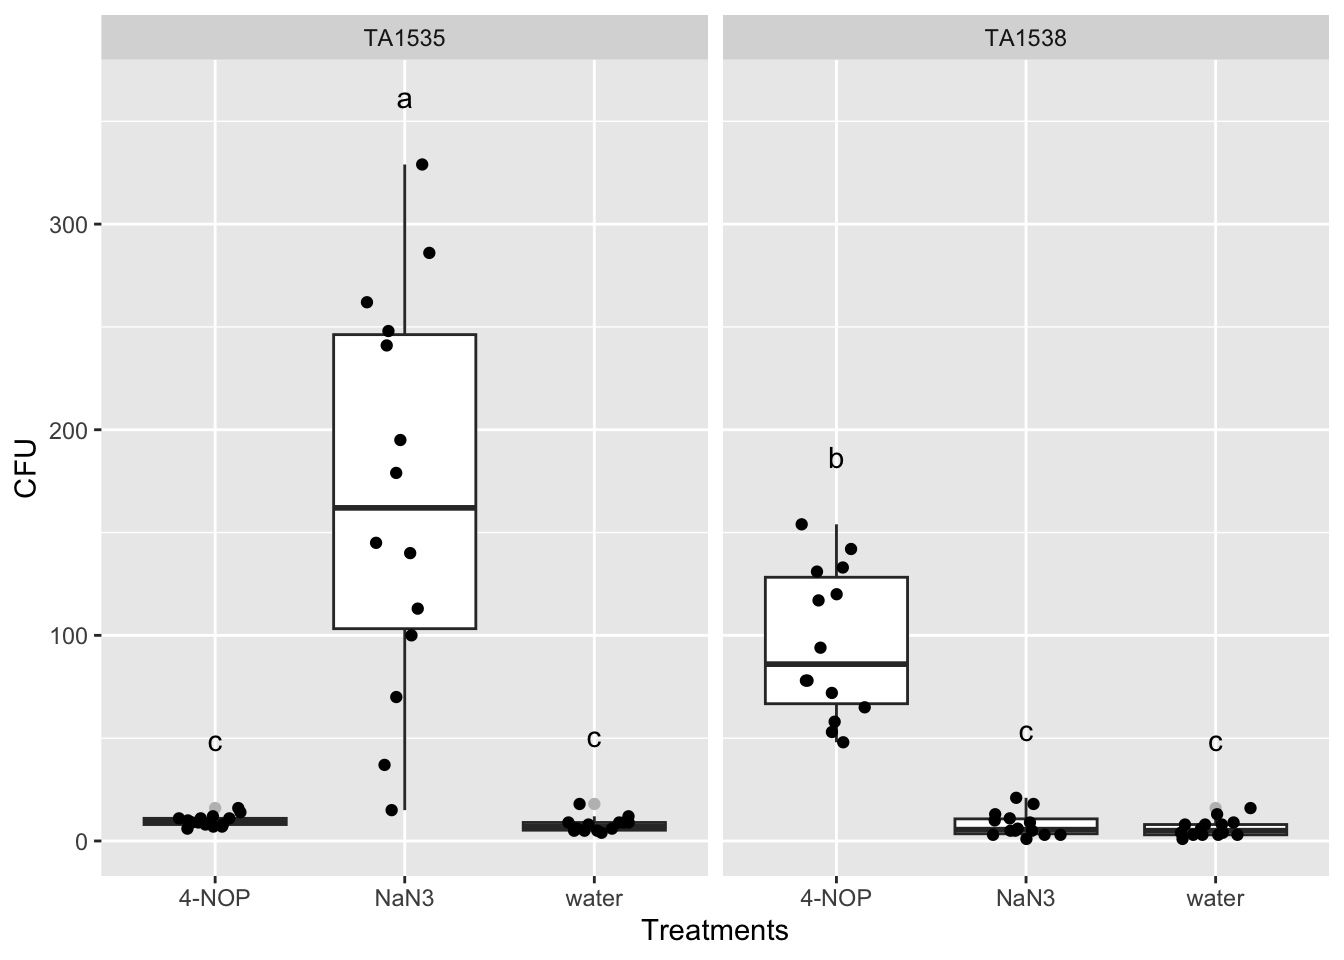 TA1535
TA1538
a
b
c
c
c
c
CFU
300
200
100
0
4-NOP
NaN3
water
4-NOP
NaN3
water
Treatments